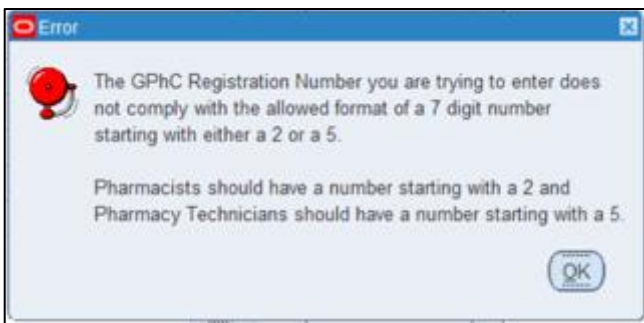 Error
The GPhC Registration Number you are trying to enter does
not comply with the allowed format of a 7 digit number
starting with either a 2 or a 5.
Pharmacists should have a number starting with a 2 and
Pharmacy Technicians should have a number starting with a 5.
OK